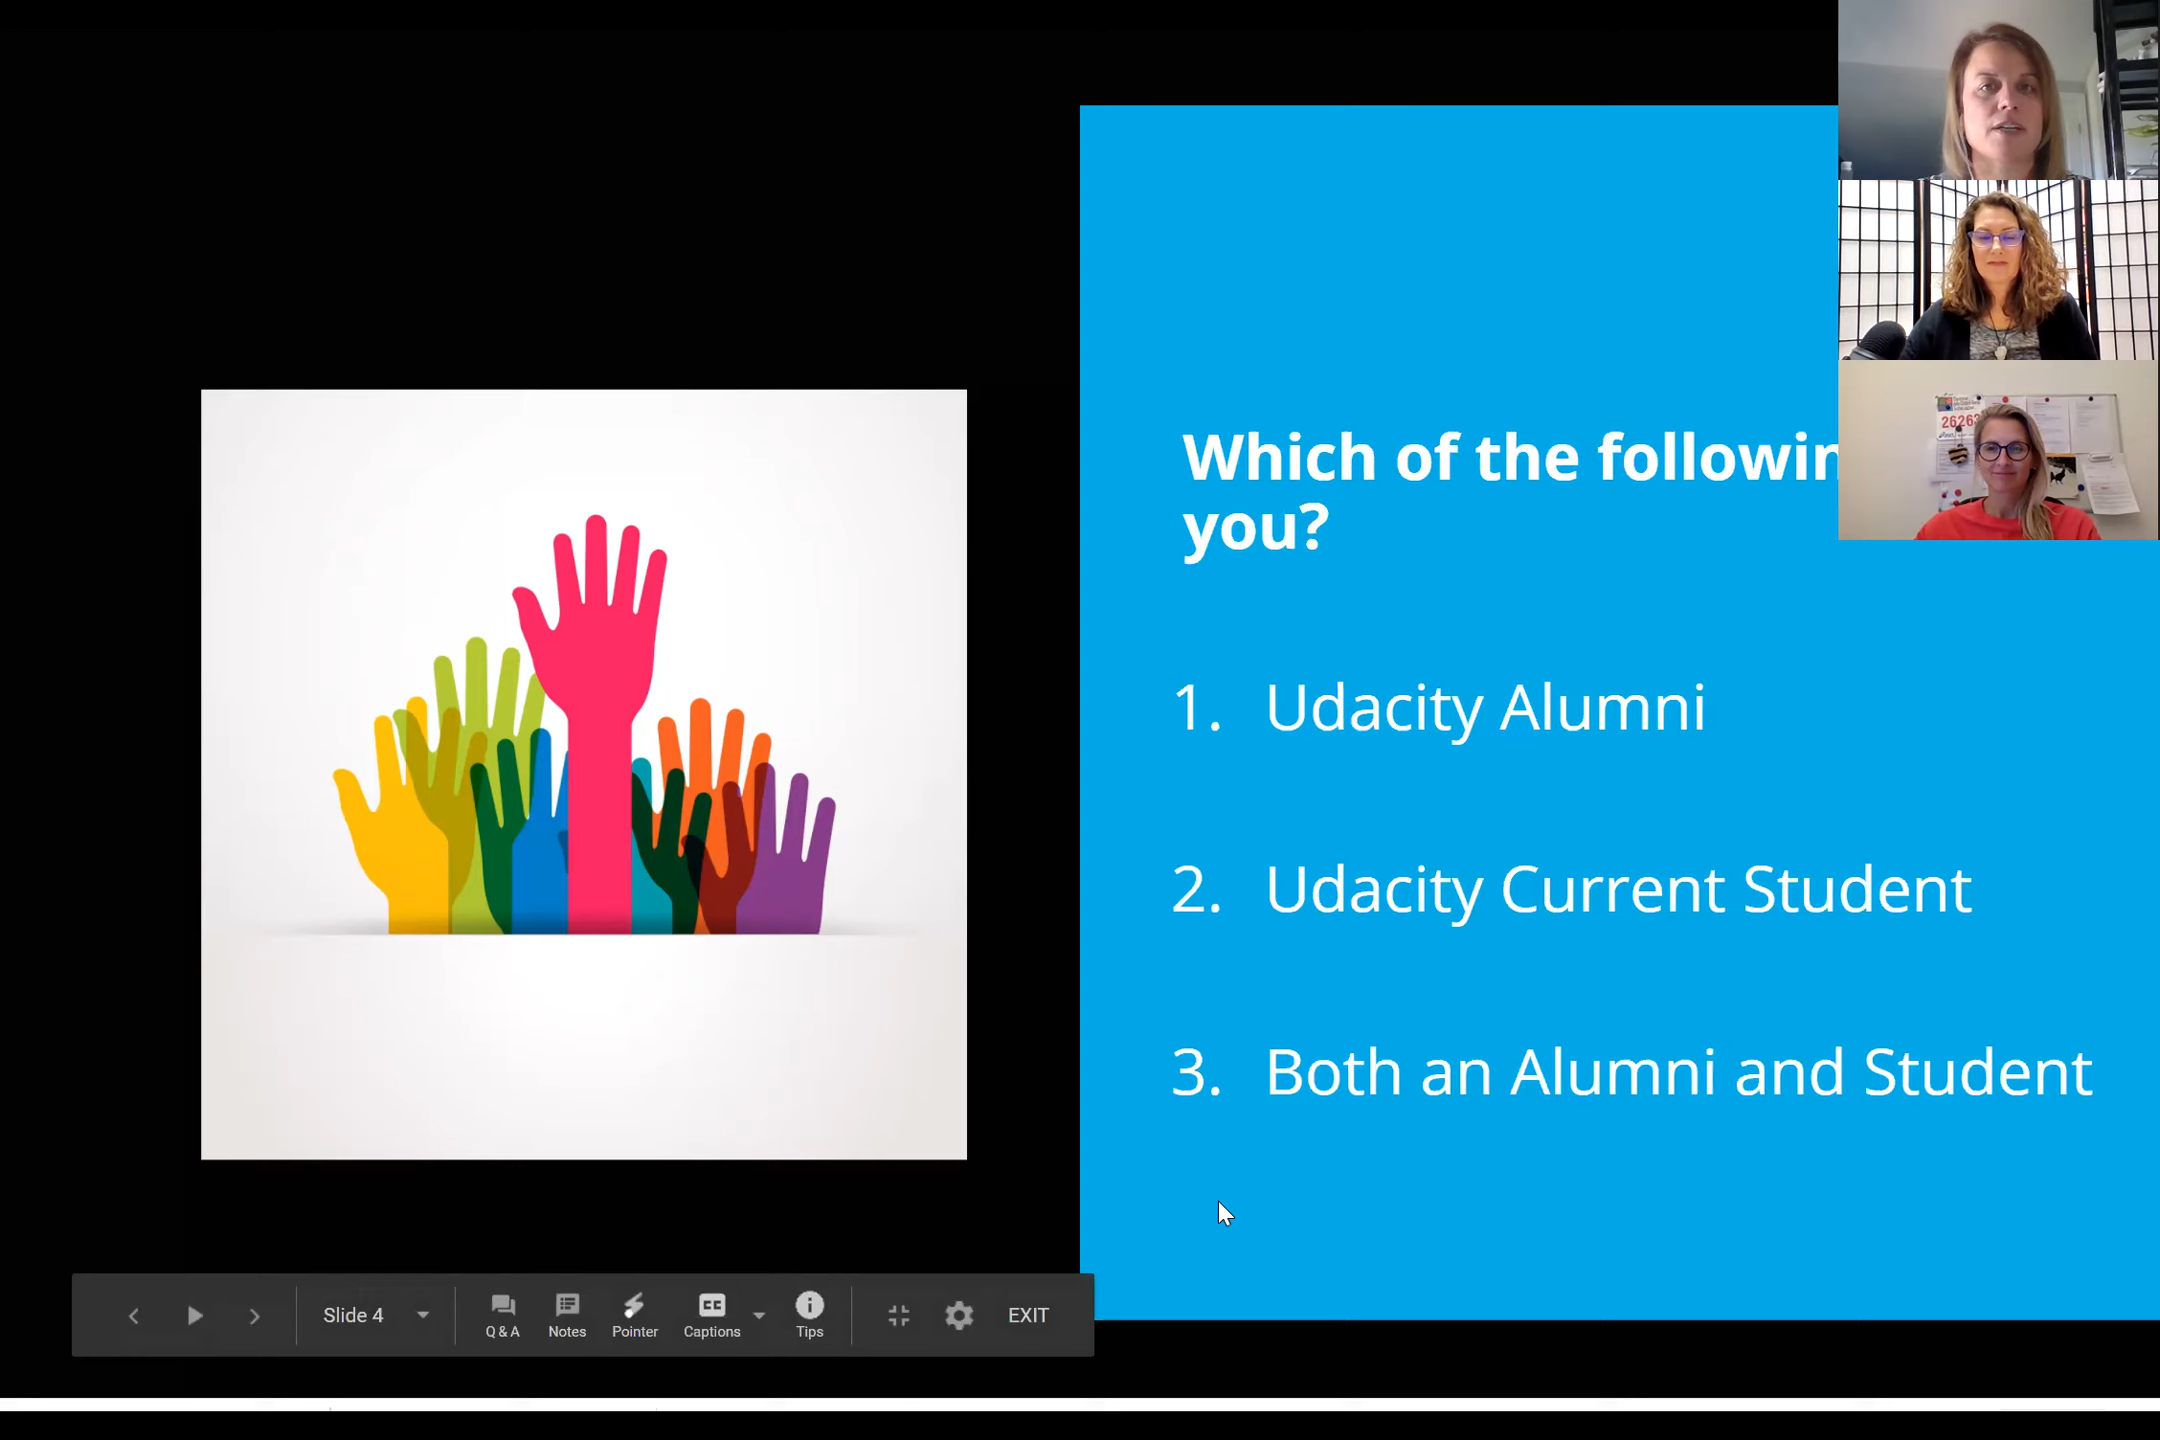 Which of the followin
you?
1. Udacity Alumni
2. Udacity Current Student
3. Both an Alumni and Student
26263
Slide 4
Q & A
Notes
Pointer
Captions
Tips
EXIT